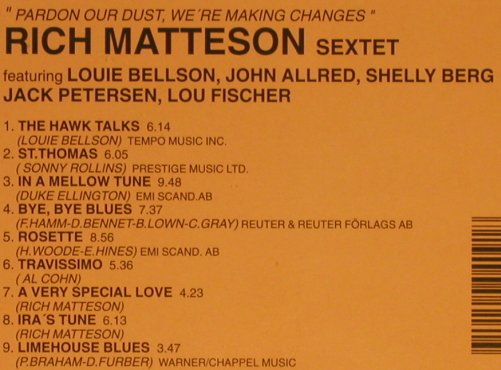 " PARDON OUR DUST, WE´RE MAKING CHANGES "
RICH MATTESON SEXTET
featuring LOUIE BELLSON, JOHN ALLRED, SHELLY BERG
JACK PETERSEN, LOU FISCHER
1. THE HAWK TALKS 6.14
(LOUIE BELLSON) TEMPO MUSIC INC.
2. ST.THOMAS 6.05
( SONNY ROLLINS) PRESTIGE MUSIC LTD.
3. IN A MELLOW TUNE 9.48
(DUKE ELLINGTON) EMI SCAND.AB
4. BYE, BYE BLUES 7.37
(F.HAMM-D.BENNET-B.LOWN-C.GRAY) REUTER & REUTER FÖRLAGS AB
5. ROSETTE 8.56
(H.WOODE-E.HINES) EMI SCAND. AB
6. TRAVISSIMO 5.36
( AL COHN)
7. A VERY SPECIAL LOVE 4.23
(RICH MATTESON)
8. IRA´S TUNE 6.13
(RICH MATTESON)
9. LIMEHOUSE BLUES 3.47
(P.BRAHAM-D.FURBER) WARNER/CHAPPEL MUSIC